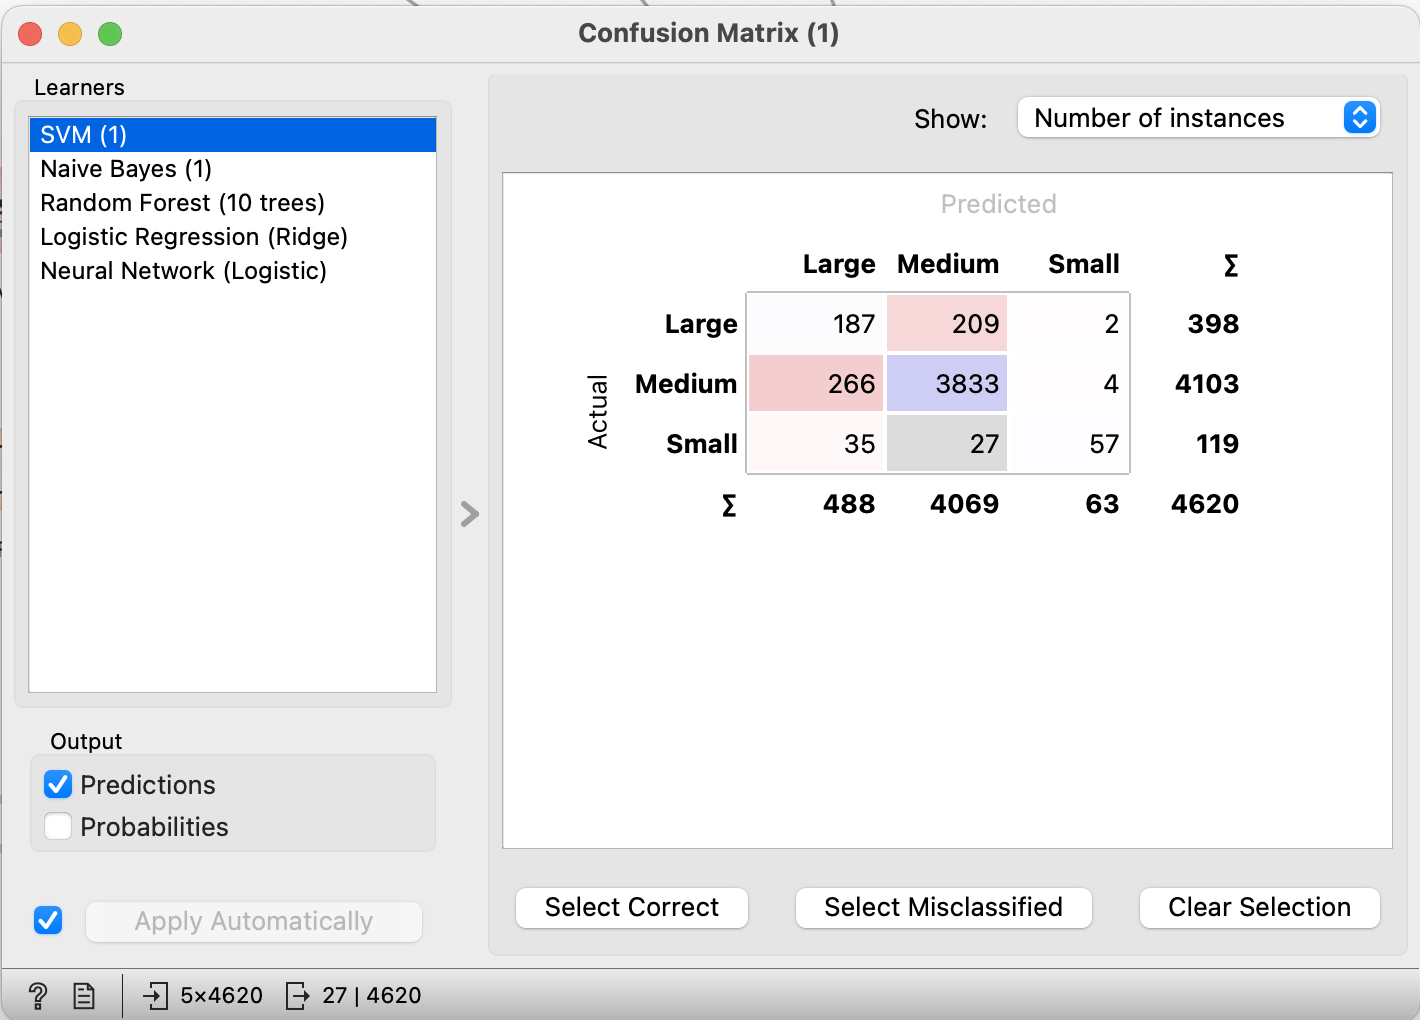 Confusion Matrix (1)
Learners
SVM (1)
Naive Bayes (1)
Random Forest (10 trees)
Logistic Regression (Ridge)
Neural Network (Logistic)
Output
Predictions
Probabilities
Apply Automatically
Show: Number of instances
Predicted
Large Medium Small Σ
Actual
Large 187 209 2 398
Medium 266 3833 4 4103
Small 35 27 57 119
Σ 488 4069 63 4620
Select Correct Select Misclassified Clear Selection
? 5×4620 27 | 4620